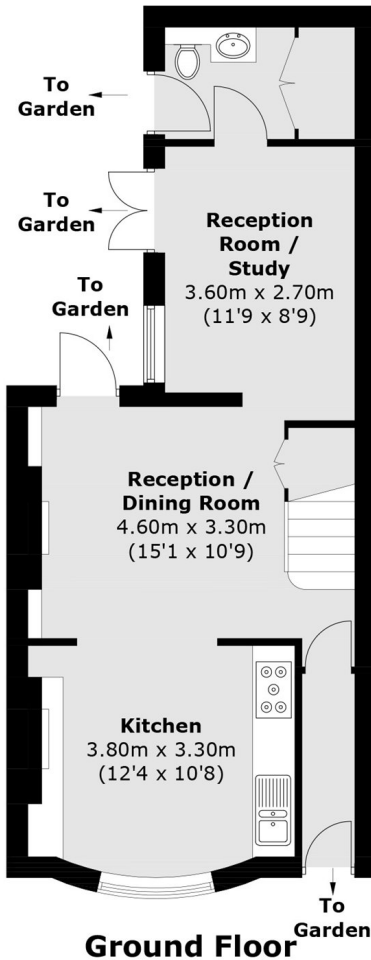 To
Garden
To
Garden
Reception
Room /
Study
3.60m x 2.70m
(11'9 x 8'9)
To
Garden
Reception /
Dining Room
4.60m x 3.30m
(15'1 x 10'9)
Kitchen
3.80m x 3.30m
(12'4 x 10'8)
To
Garden
Ground Floor